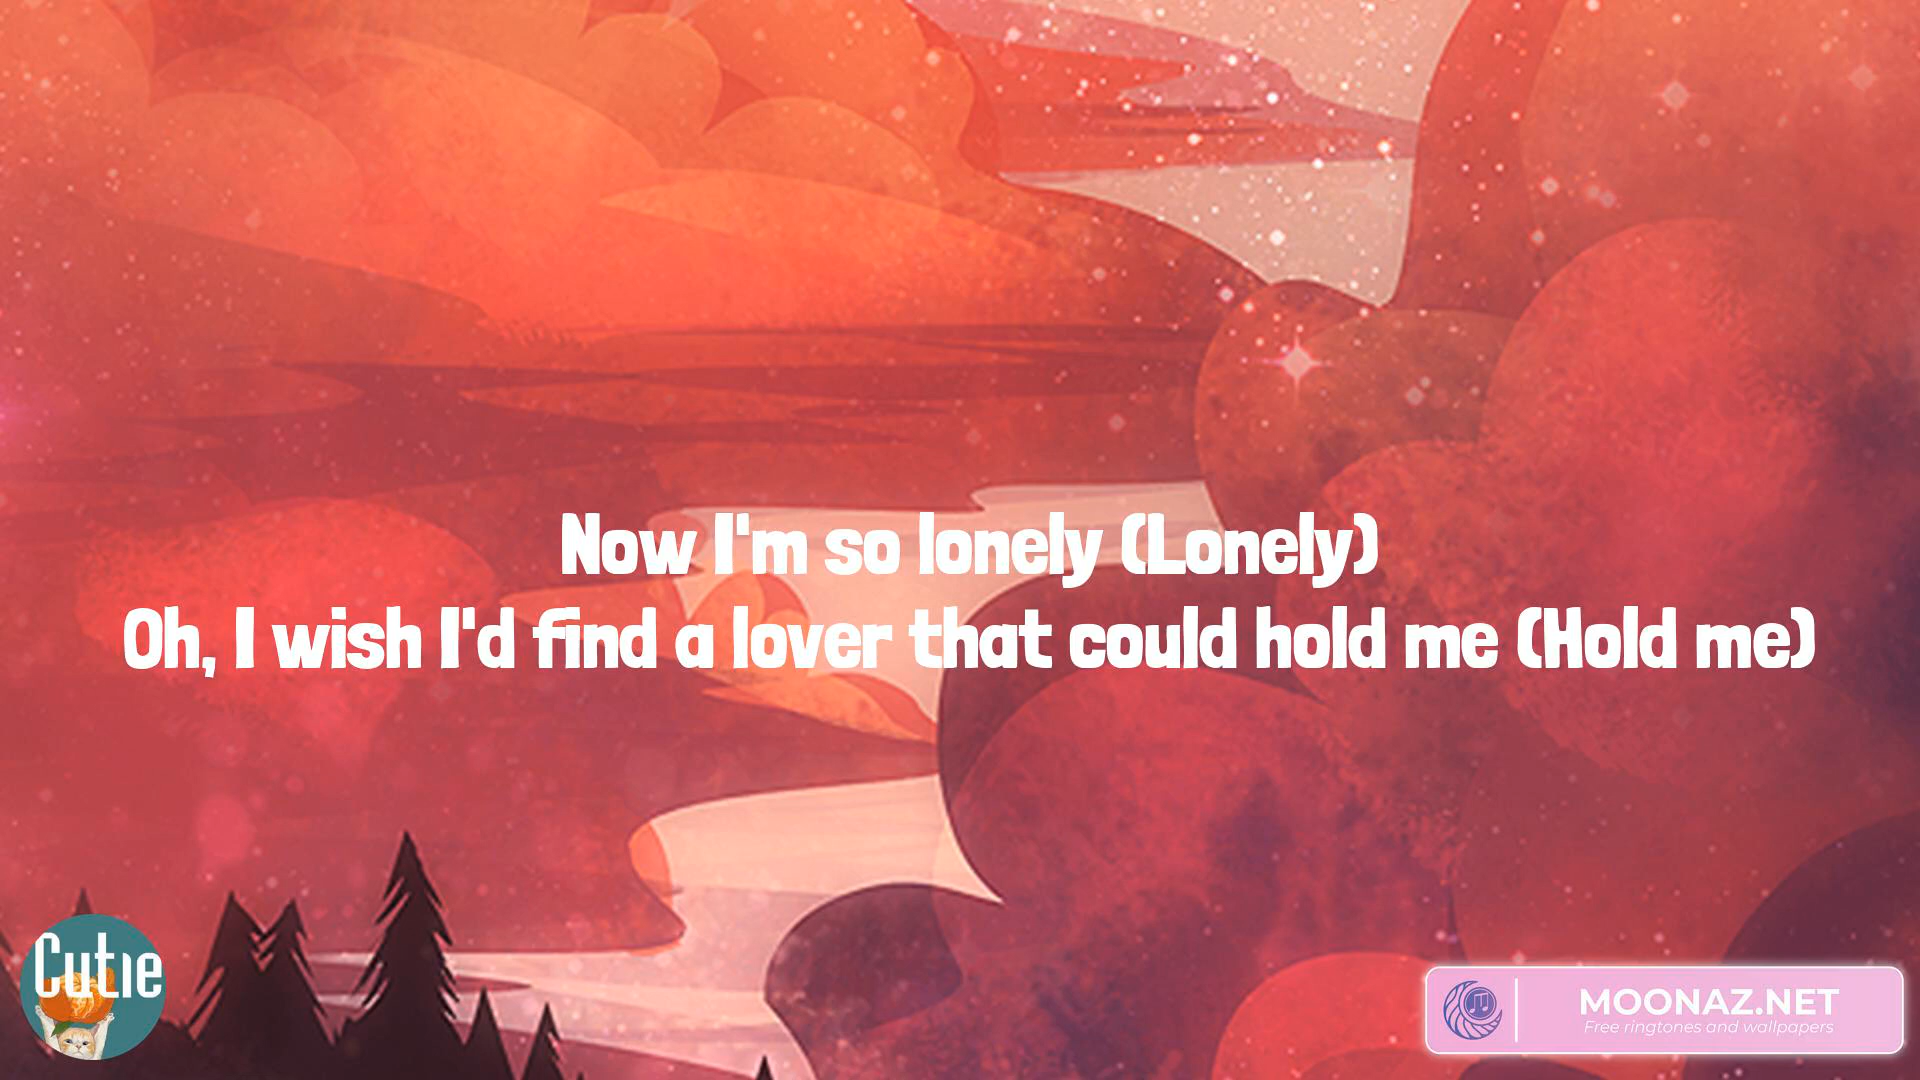 Now I'm so lonely (Lonely)
Oh, I wish I'd find a lover that could hold me (Hold me)
Cutie
MOONAZ.NET
Free ringtones and wallpapers